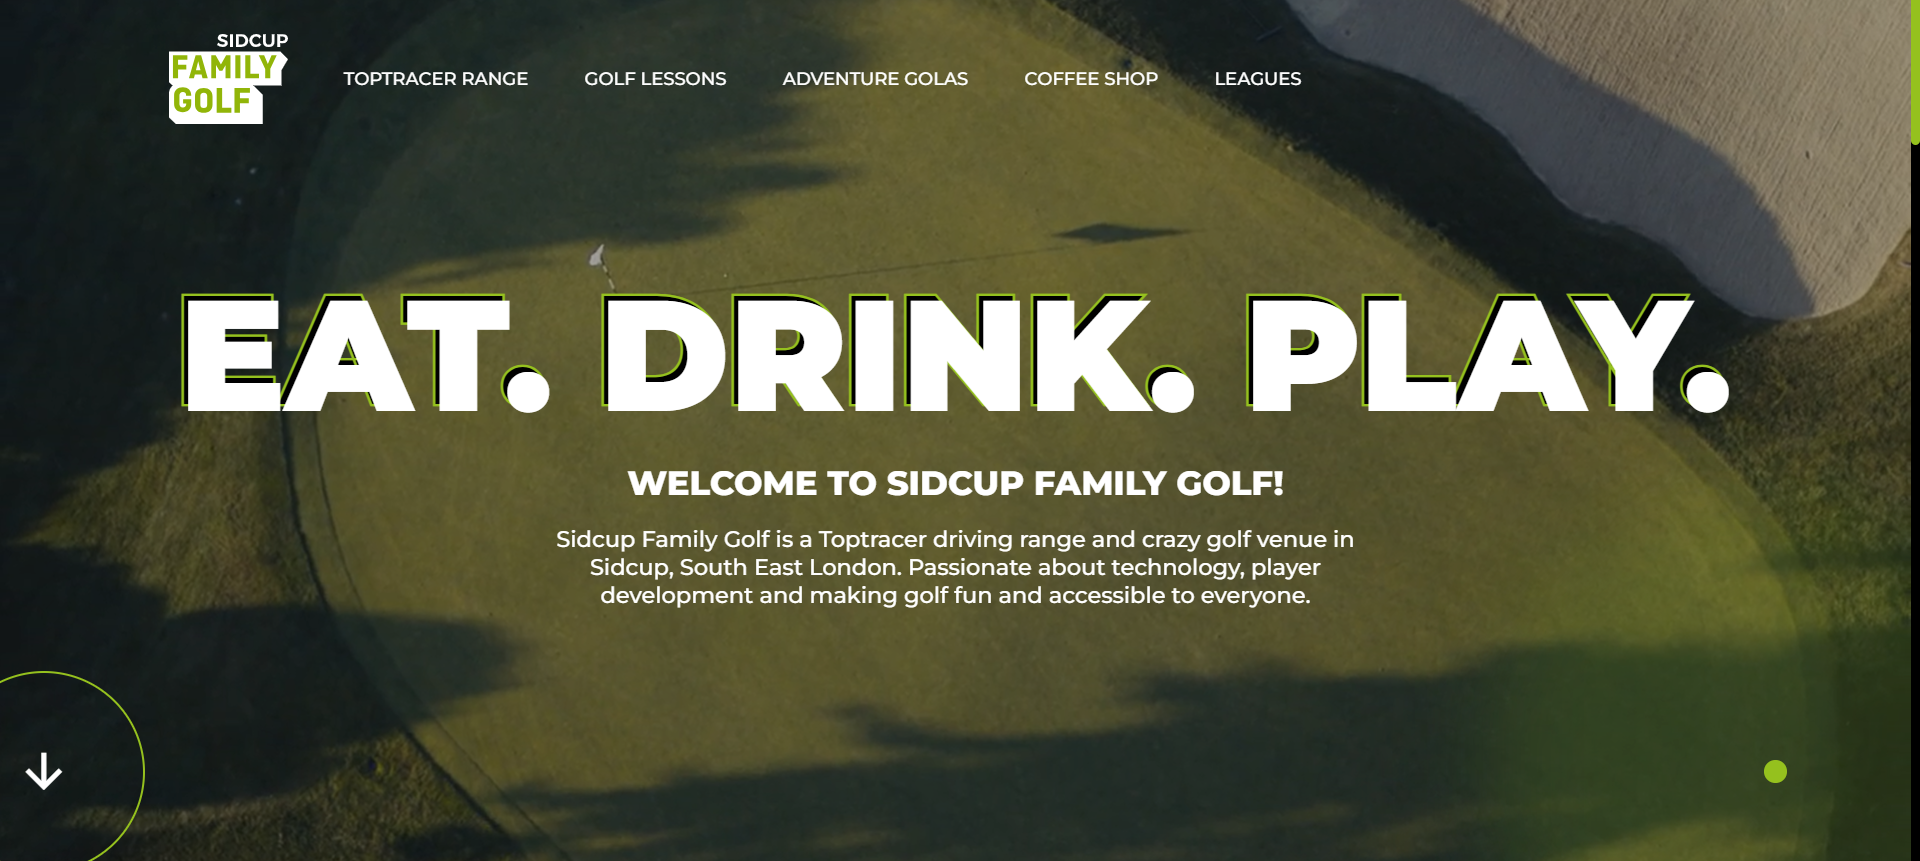 SIDCUP
FAMILY
GOLF
TOPTRACER RANGE
GOLF LESSONS
ADVENTURE GOLAS
COFFEE SHOP
LEAGUES
EAT. DRINK. PLAY.
WELCOME TO SIDCUP FAMILY GOLF!
Sidcup Family Golf is a Toptracer driving range and crazy golf venue in
Sidcup, South East London. Passionate about technology, player
development and making golf fun and accessible to everyone.